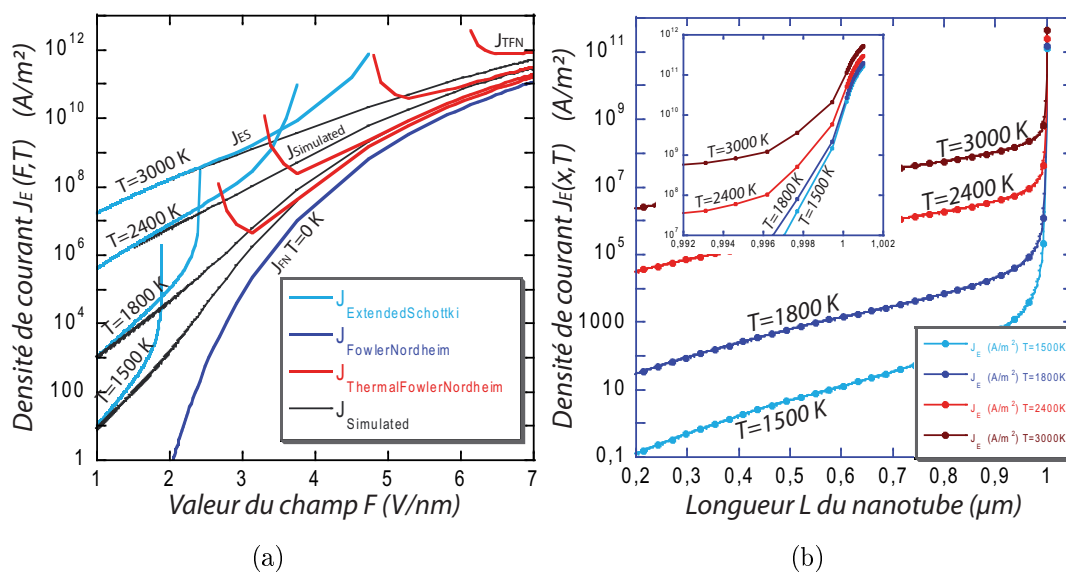 Densité de courant J_E (F,T) (A/m²)
10¹²
10¹⁰
10⁸
10⁶
10⁴
100
1
J_TFN
J_ES
J_Simulated
T=3000 K
T=2400 K
T=1800 K
T=1500 K
J_FN T=0 K
J_ExtendedSchottki
J_FowlerNordheim
J_ThermalFowlerNordheim
J_Simulated
1 2 3 4 5 6 7
Valeur du champ F (V/nm)
(a)
Densité de courant J_E(x,T) (A/m²)
10¹¹
10⁹
10⁷
10⁵
1000
10
0,1
10¹²
10¹¹
10¹⁰
10⁹
10⁸
10⁷
T=3000 K
T=2400 K
T=1800 K
T=1500 K
0,992 0,994 0,996 0,998 1 1,002
T=3000 K
T=2400 K
T=1800 K
T=1500 K
J_E (A/m²) T=1500K
J_E (A/m²) T=1800K
J_E (A/m²) T=2400K
J_E (A/m²) T=3000K
0,2 0,3 0,4 0,5 0,6 0,7 0,8 0,9 1
Longueur L du nanotube (µm)
(b)